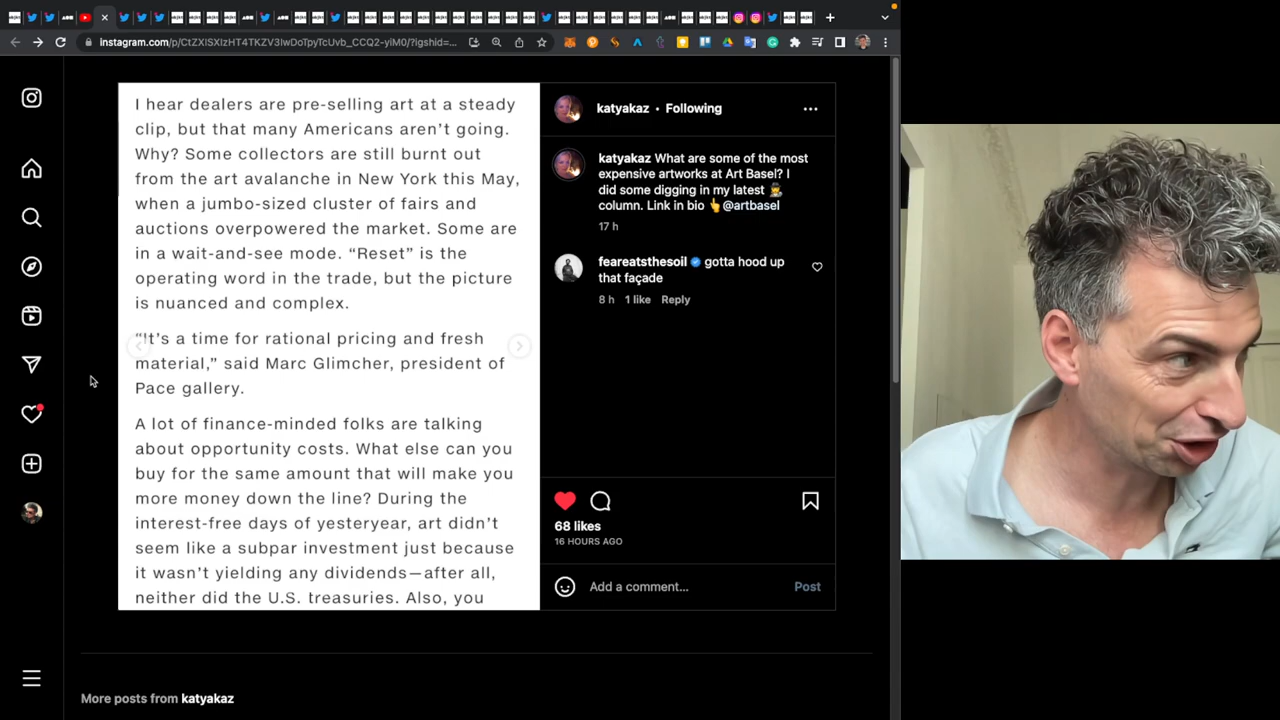 instagram.com/p/CtZXlSXIzHT4TKZV3IwDoTpyTcUvb_CCQ2-yiM0/?igshid=...
I hear dealers are pre-selling art at a steady
clip, but that many Americans aren’t going.
Why? Some collectors are still burnt out
from the art avalanche in New York this May,
when a jumbo-sized cluster of fairs and
auctions overpowered the market. Some are
in a wait-and-see mode. “Reset” is the
operating word in the trade, but the picture
is nuanced and complex.
“It’s a time for rational pricing and fresh
material,” said Marc Glimcher, president of
Pace gallery.
A lot of finance-minded folks are talking
about opportunity costs. What else can you
buy for the same amount that will make you
more money down the line? During the
interest-free days of yesteryear, art didn’t
seem like a subpar investment just because
it wasn’t yielding any dividends—after all,
neither did the U.S. treasuries. Also, you
katyakaz • Following
katyakaz What are some of the most
expensive artworks at Art Basel? I
did some digging in my latest
column. Link in bio 👆@artbasel
17 h
feareatsthesoil gotta hood up
that façade
8 h 1 like Reply
68 likes
16 HOURS AGO
Add a comment... Post
More posts from katyakaz